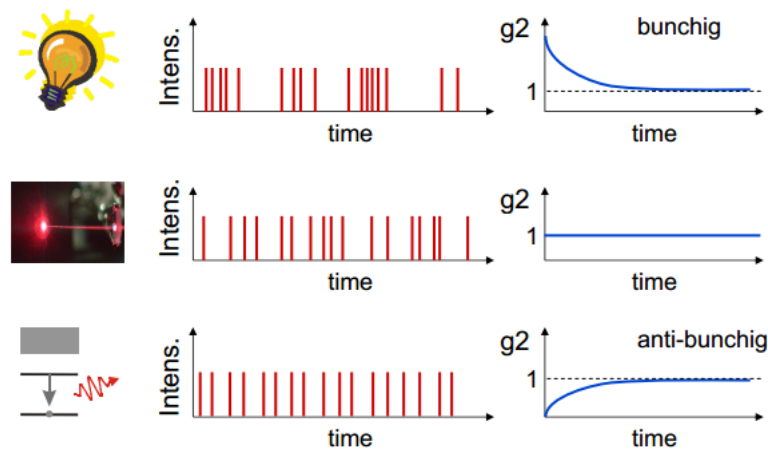 Intens.
time
g2
1
bunchig
time
Intens.
time
g2
1
time
Intens.
time
g2
1
anti-bunchig
time